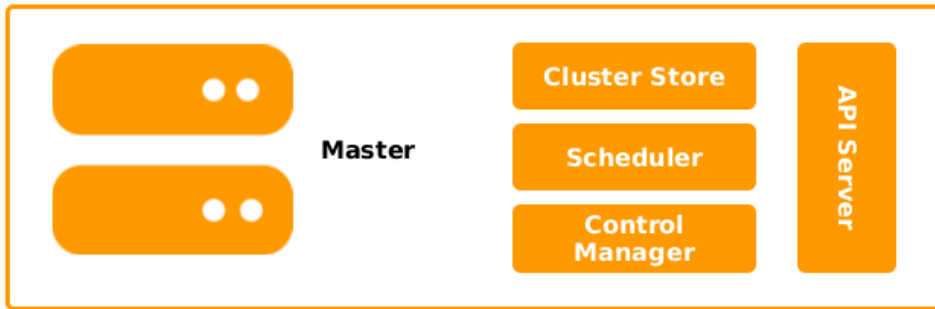 Master
Cluster Store
Scheduler
Control
Manager
API Server